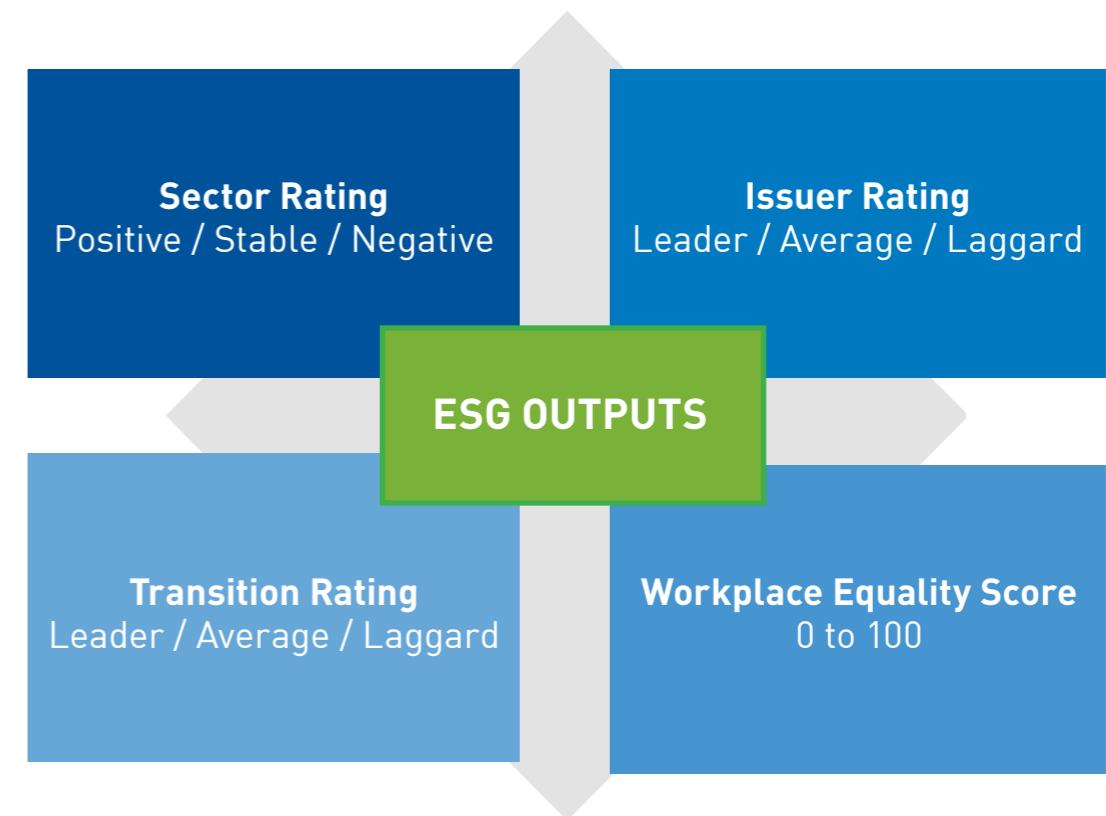 Sector Rating
Positive / Stable / Negative
Issuer Rating
Leader / Average / Laggard
ESG OUTPUTS
Transition Rating
Leader / Average / Laggard
Workplace Equality Score
0 to 100